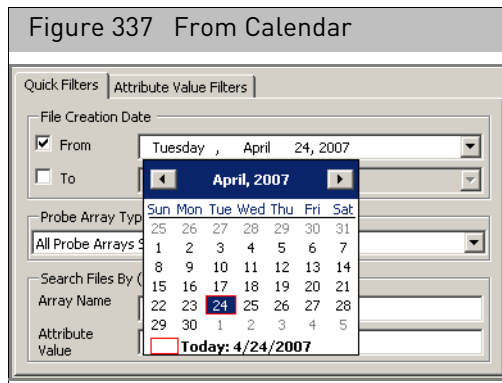 Figure 337 From Calendar
Quick Filters Attribute Value Filters
File Creation Date
From Tuesday , April 24, 2007
To
April, 2007
Sun Mon Tue Wed Thu Fri Sat
25 26 27 28 29 30 31
1 2 3 4 5 6 7
8 9 10 11 12 13 14
15 16 17 18 19 20 21
22 23 24 25 26 27 28
29 30 1 2 3 4 5
Today: 4/24/2007
Probe Array Typ
All Probe Arrays S
Search Files By (
Array Name
Attribute
Value